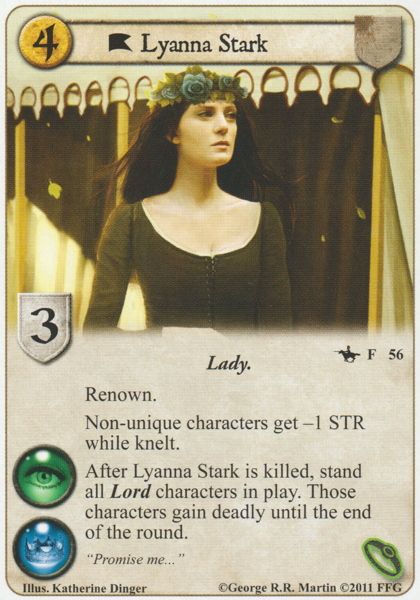 4
Lyanna Stark
3
Lady.
F 56
Renown.
Non-unique characters get –1 STR
while knelt.
After Lyanna Stark is killed, stand
all Lord characters in play. Those
characters gain deadly until the end
of the round.
“Promise me...”
Illus. Katherine Dinger
©George R.R. Martin ©2011 FFG